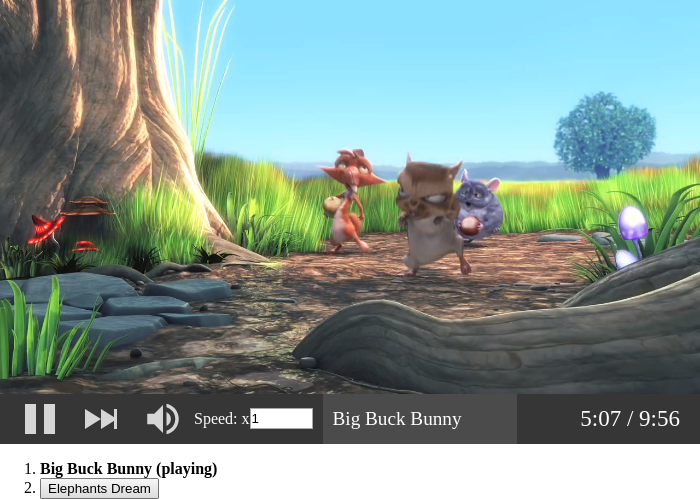 Speed: x1 Big Buck Bunny 5:07 / 9:56
1. Big Buck Bunny (playing)
2. Elephants Dream